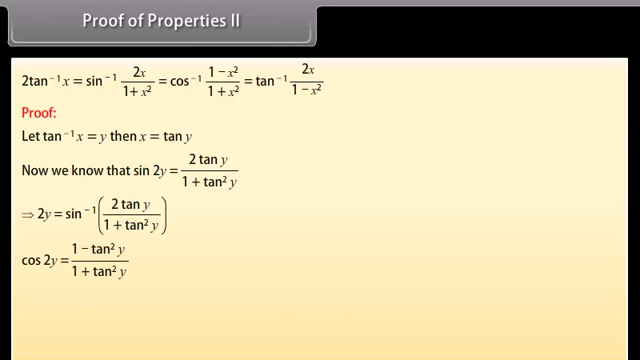 Proof of Properties II
2tan⁻¹ x = sin⁻¹ 2x/(1+ x²) = cos⁻¹ (1 − x²)/(1 + x²) = tan⁻¹ 2x/(1 − x²)
Proof:
Let tan⁻¹ x = y then x = tan y
Now we know that sin 2y = (2 tan y)/(1 + tan² y)
⇒ 2y = sin⁻¹ ((2 tan y)/(1 + tan² y))
cos 2y = (1 − tan² y)/(1 + tan² y)